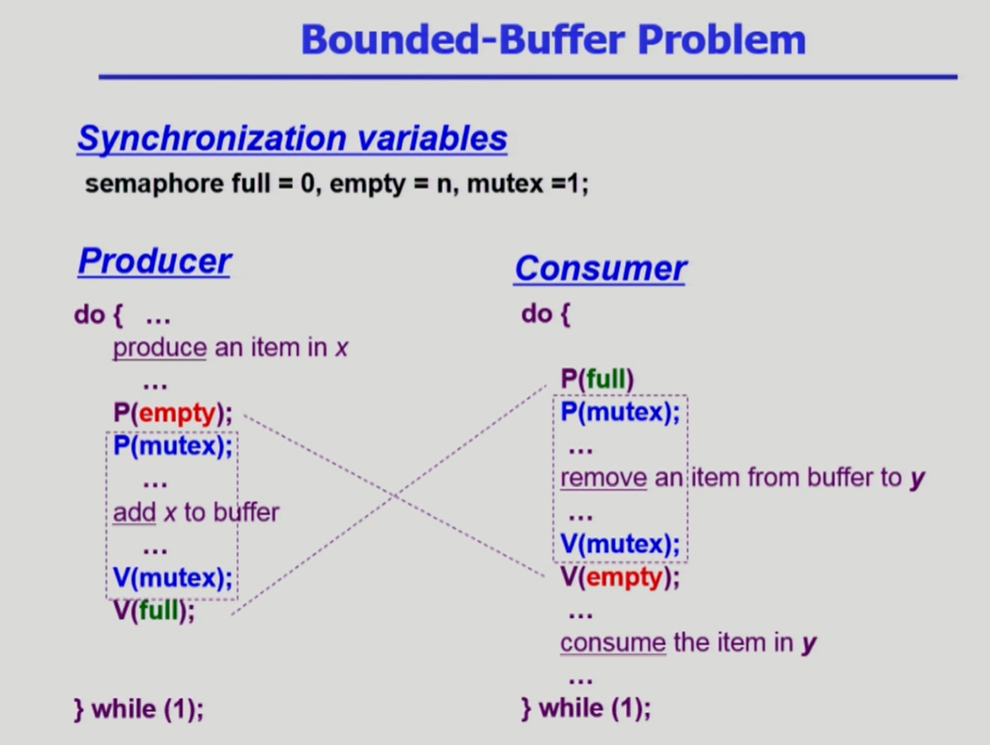 Bounded-Buffer Problem
Synchronization variables
semaphore full = 0, empty = n, mutex =1;
Producer
do { ...
produce an item in x
...
P(empty);
P(mutex);
...
add x to buffer
...
V(mutex);
V(full);
} while (1);
Consumer
do {
P(full)
P(mutex);
...
remove an item from buffer to y
...
V(mutex);
V(empty);
...
consume the item in y
...
} while (1);